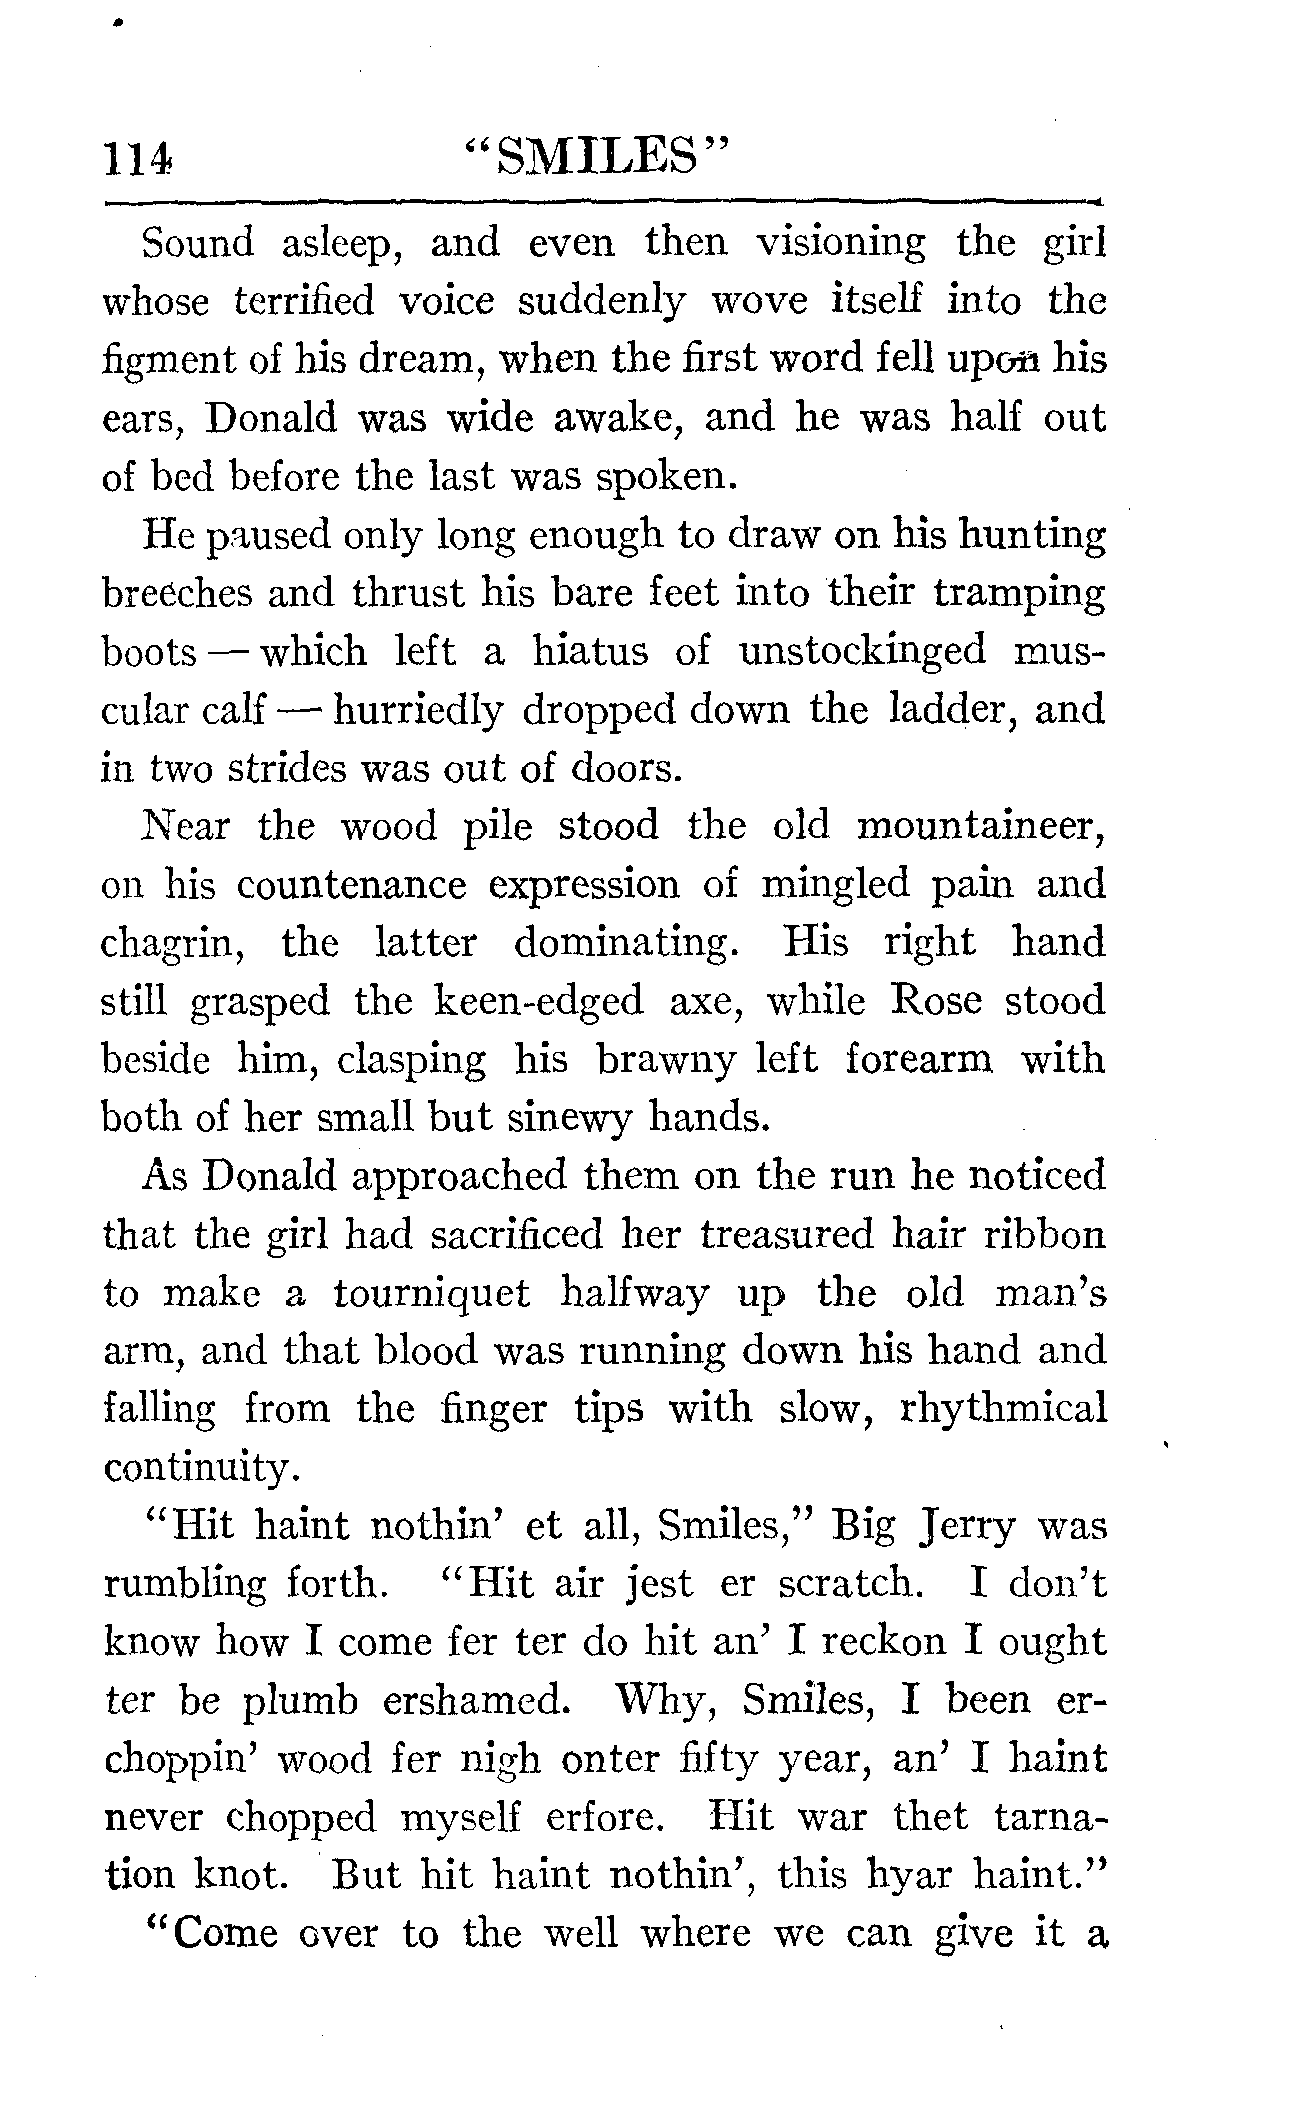 114 "SMILES"
Sound asleep, and even then visioning the girl
whose terrified voice suddenly wove itself into the
figment of his dream, when the first word fell upon his
ears, Donald was wide awake, and he was half out
of bed before the last was spoken.
He paused only long enough to draw on his hunting
breeches and thrust his bare feet into their tramping
boots — which left a hiatus of unstockinged mus-
cular calf — hurriedly dropped down the ladder, and
in two strides was out of doors.
Near the wood pile stood the old mountaineer,
on his countenance expression of mingled pain and
chagrin, the latter dominating. His right hand
still grasped the keen-edged axe, while Rose stood
beside him, clasping his brawny left forearm with
both of her small but sinewy hands.
As Donald approached them on the run he noticed
that the girl had sacrificed her treasured hair ribbon
to make a tourniquet halfway up the old man's
arm, and that blood was running down his hand and
falling from the finger tips with slow, rhythmical
continuity.
"Hit haint nothin' et all, Smiles," Big Jerry was
rumbling forth. "Hit air jest er scratch. I don't
know how I come fer ter do hit an' I reckon I ought
ter be plumb ershamed. Why, Smiles, I been er-
choppin' wood fer nigh onter fifty year, an' I haint
never chopped myself erfore. Hit war thet tarna-
tion knot. But hit haint nothin', this hyar haint."
"Come over to the well where we can give it a